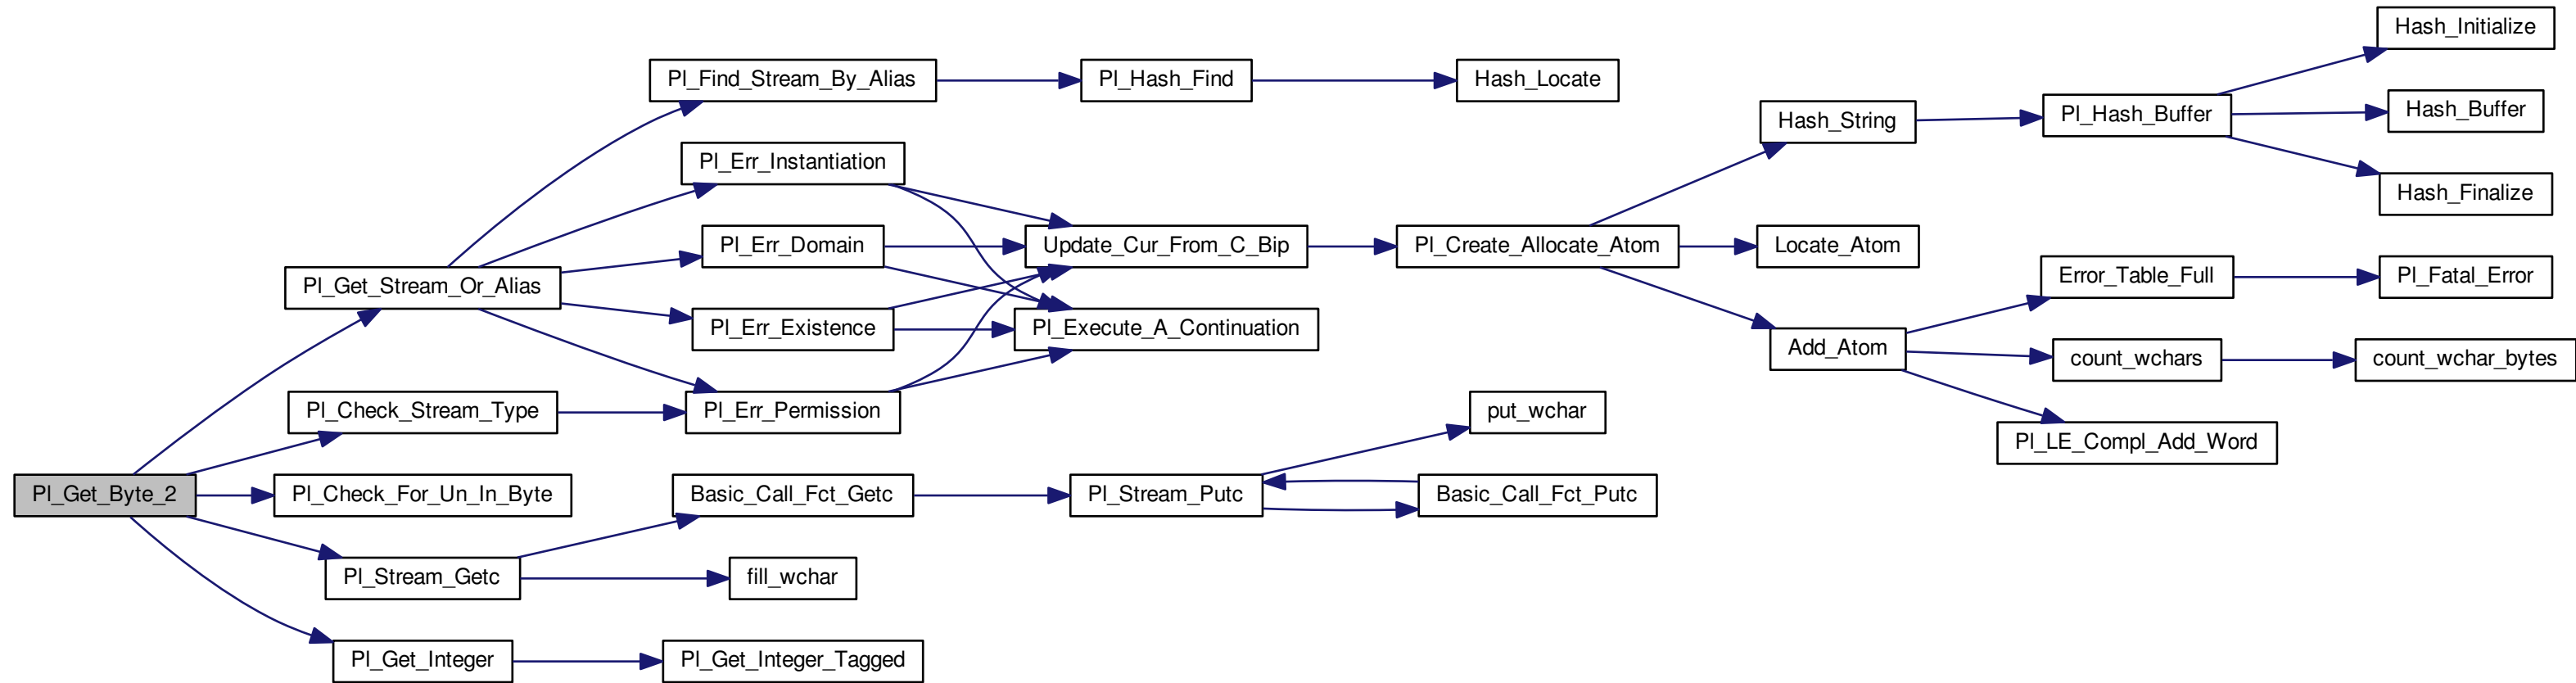 Hash_Initialize
Pl_Find_Stream_By_Alias
Pl_Hash_Find
Hash_Locate
Hash_String
Pl_Hash_Buffer
Hash_Buffer
Pl_Err_Instantiation
Hash_Finalize
Pl_Err_Domain
Update_Cur_From_C_Bip
Pl_Create_Allocate_Atom
Locate_Atom
Pl_Get_Stream_Or_Alias
Error_Table_Full
Pl_Fatal_Error
Pl_Err_Existence
Pl_Execute_A_Continuation
Add_Atom
count_wchars
count_wchar_bytes
Pl_Check_Stream_Type
Pl_Err_Permission
put_wchar
Pl_LE_Compl_Add_Word
Pl_Get_Byte_2
Pl_Check_For_Un_In_Byte
Basic_Call_Fct_Getc
Pl_Stream_Putc
Basic_Call_Fct_Putc
Pl_Stream_Getc
fill_wchar
Pl_Get_Integer
Pl_Get_Integer_Tagged